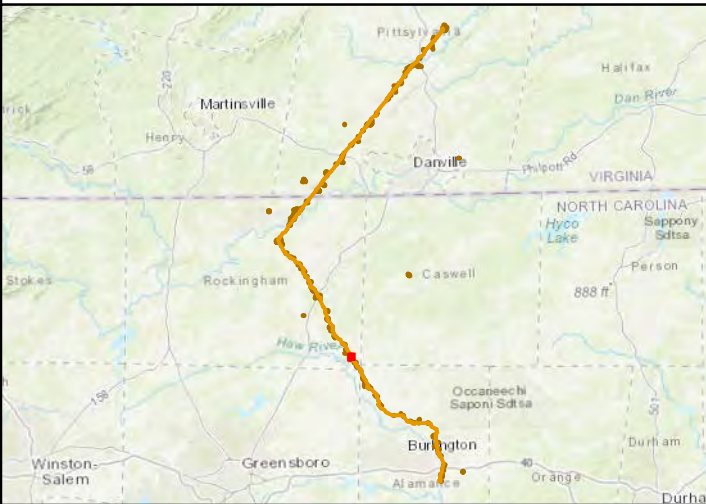 Pittsylvania
Halifax
220
Martinsville
Dan River
Henry
58
Danville
Philpott Rd
VIRGINIA
NORTH CAROLINA
Hyco
Lake
Sappony
Sdtsa
Stokes
Rockingham
Caswell
Person
888 ft
Haw River
158
Occaneechi
Saponi Sdtsa
501
Burlington
Durham
Winston-
Salem
Greensboro
40
Orange
Alamance